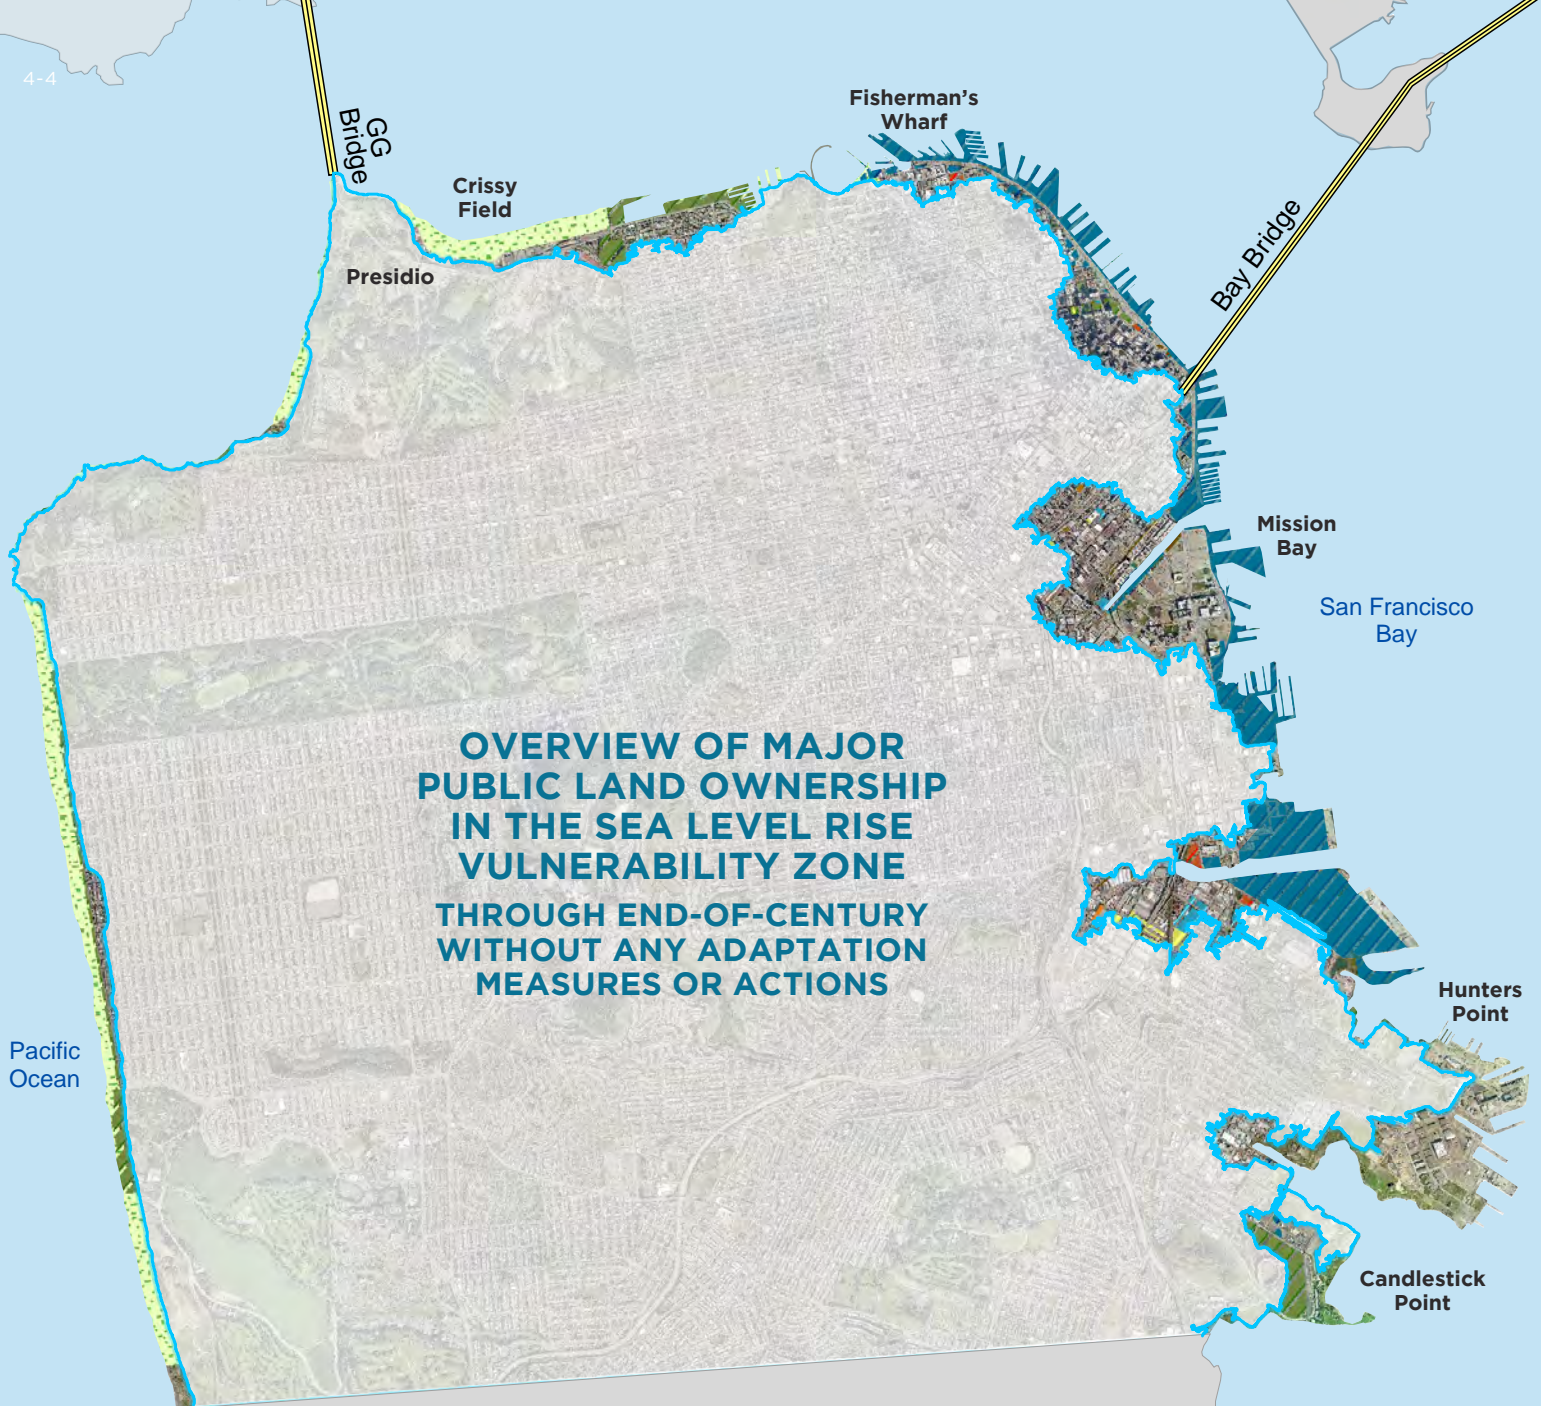 4-4
GG
Bridge
Fisherman's
Wharf
Crissy
Field
Presidio
Bay Bridge
Mission
Bay
San Francisco
Bay
OVERVIEW OF MAJOR
PUBLIC LAND OWNERSHIP
IN THE SEA LEVEL RISE
VULNERABILITY ZONE
THROUGH END-OF-CENTURY
WITHOUT ANY ADAPTATION
MEASURES OR ACTIONS
Hunters
Point
Pacific
Ocean
Candlestick
Point